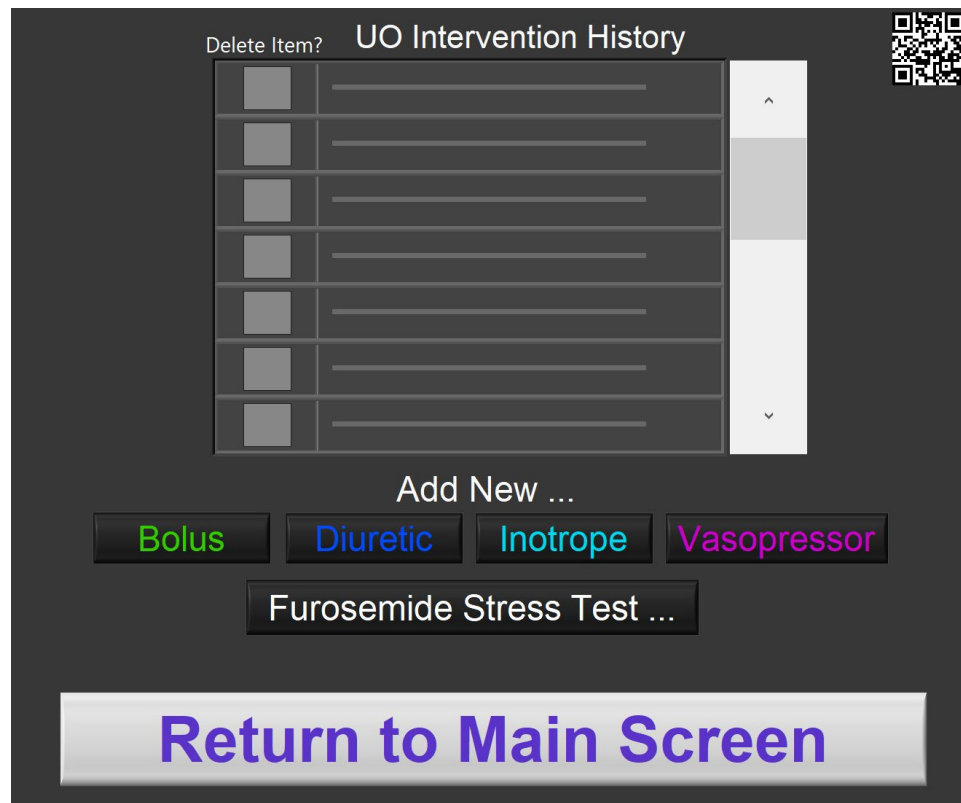 Delete Item? UO Intervention History
Add New ...
Bolus Diuretic Inotrope Vasopressor
Furosemide Stress Test ...
Return to Main Screen